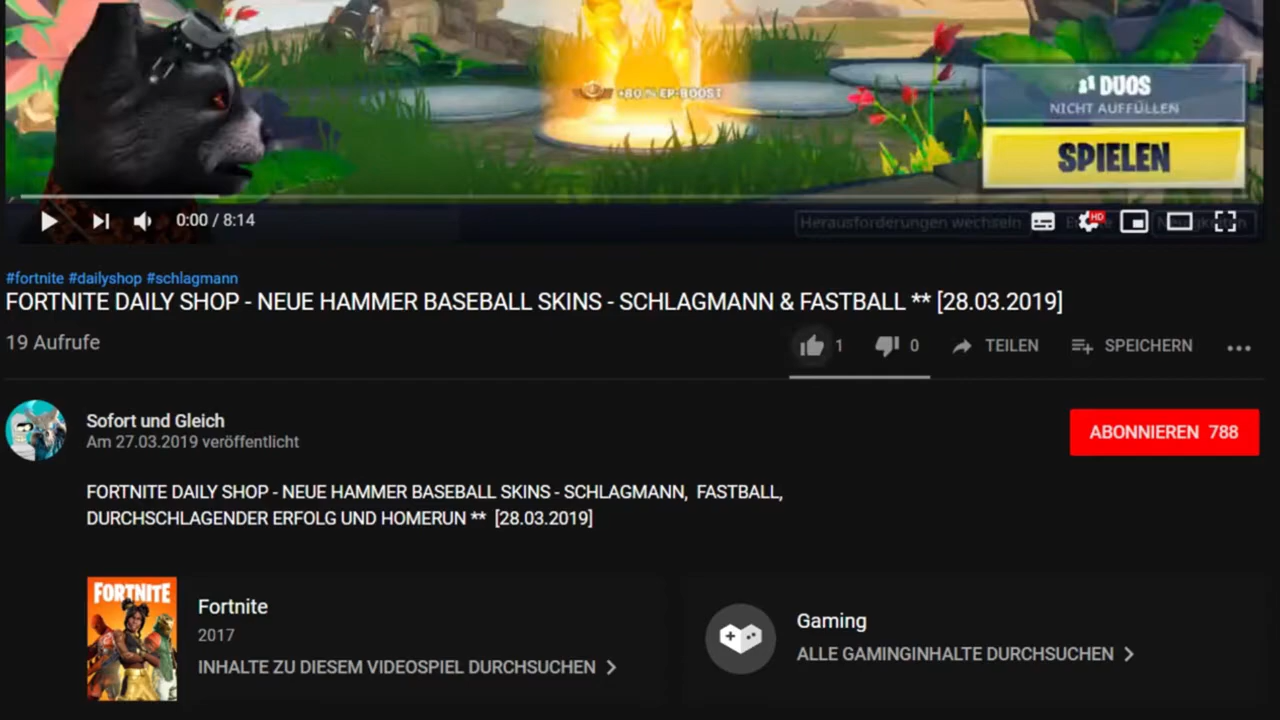 +80 % EP-BOOST
DUOS
NICHT AUFFÜLLEN
SPIELEN
0:00 / 8:14
Herausforderungen wechseln
HD
#fortnite #dailyshop #schlagmann
FORTNITE DAILY SHOP - NEUE HAMMER BASEBALL SKINS - SCHLAGMANN & FASTBALL ** [28.03.2019]
19 Aufrufe
1 0 TEILEN SPEICHERN
Sofort und Gleich
Am 27.03.2019 veröffentlicht
ABONNIEREN 788
FORTNITE DAILY SHOP - NEUE HAMMER BASEBALL SKINS - SCHLAGMANN, FASTBALL,
DURCHSCHLAGENDER ERFOLG UND HOMERUN ** [28.03.2019]
FORTNITE
Fortnite
2017
INHALTE ZU DIESEM VIDEOSPIEL DURCHSUCHEN
Gaming
ALLE GAMINGINHALTE DURCHSUCHEN